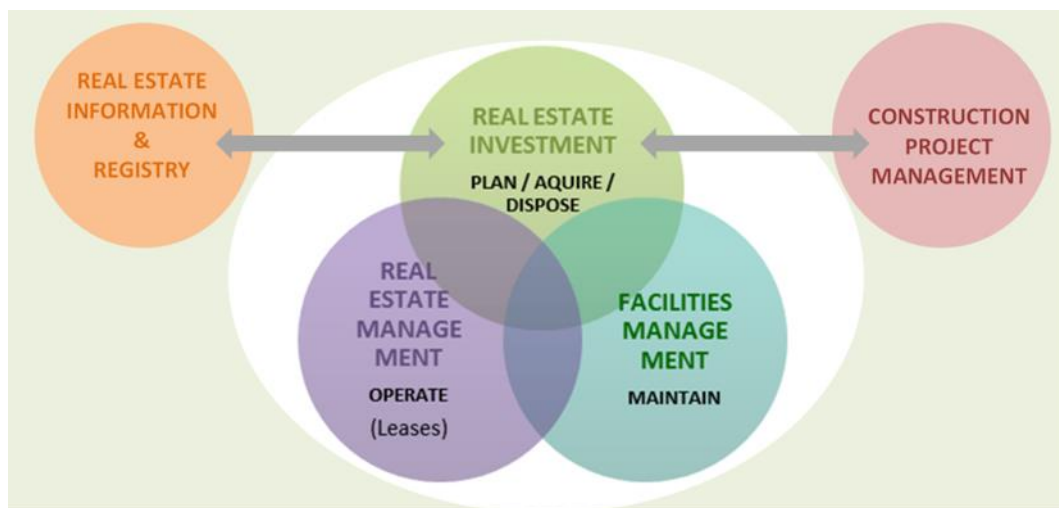 REAL ESTATE
INFORMATION
&
REGISTRY
REAL ESTATE
INVESTMENT
PLAN / AQUIRE /
DISPOSE
CONSTRUCTION
PROJECT
MANAGEMENT
REAL
ESTATE
MANAGE
MENT
OPERATE
(Leases)
FACILITIES
MANAGE
MENT
MAINTAIN